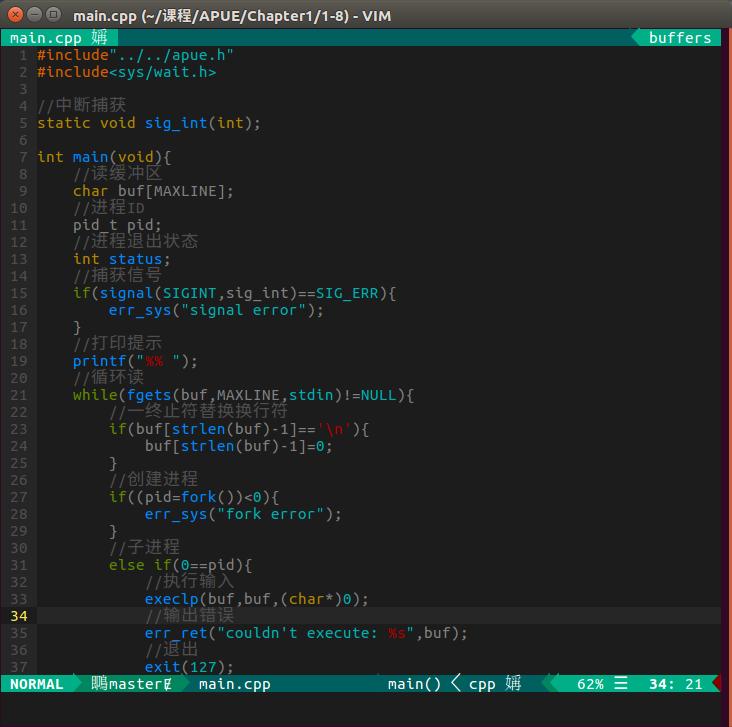 main.cpp (~/课程/APUE/Chapter1/1-8) - VIM
main.cpp 嫋 buffers
1 #include"../../apue.h"
2 #include<sys/wait.h>
3
4 //中断捕获
5 static void sig_int(int);
6
7 int main(void){
8 //读缓冲区
9 char buf[MAXLINE];
10 //进程ID
11 pid_t pid;
12 //进程退出状态
13 int status;
14 //捕获信号
15 if(signal(SIGINT,sig_int)==SIG_ERR){
16 err_sys("signal error");
17 }
18 //打印提示
19 printf("%% ");
20 //循环读
21 while(fgets(buf,MAXLINE,stdin)!=NULL){
22 //一终止符替换换行符
23 if(buf[strlen(buf)-1]=='\n'){
24 buf[strlen(buf)-1]=0;
25 }
26 //创建进程
27 if((pid=fork())<0){
28 err_sys("fork error");
29 }
30 //子进程
31 else if(0==pid){
32 //执行输入
33 execlp(buf,buf,(char*)0);
34 //输出错误
35 err_ret("couldn't execute: %s",buf);
36 //退出
37 exit(127);
NORMAL master main.cpp main() < cpp 嫋 62% ☰ 34: 21